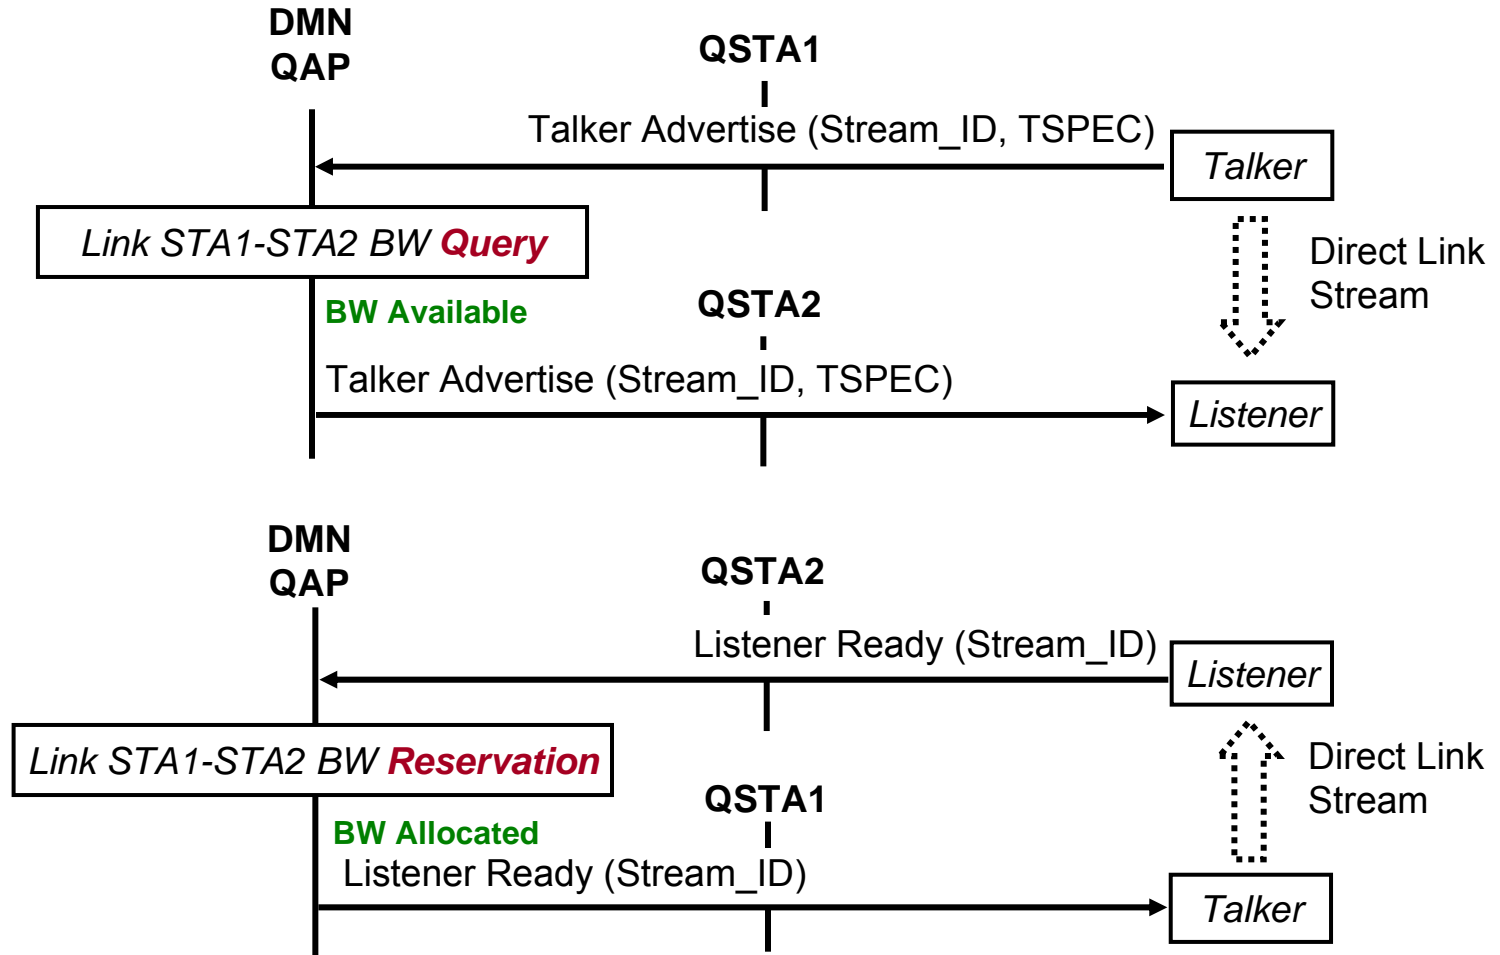 DMN
QAP
QSTA1
Talker Advertise (Stream_ID, TSPEC)
Talker
Link STA1-STA2 BW Query
Direct Link
Stream
BW Available
QSTA2
Talker Advertise (Stream_ID, TSPEC)
Listener
DMN
QAP
QSTA2
Listener Ready (Stream_ID)
Listener
Link STA1-STA2 BW Reservation
Direct Link
Stream
QSTA1
BW Allocated
Listener Ready (Stream_ID)
Talker